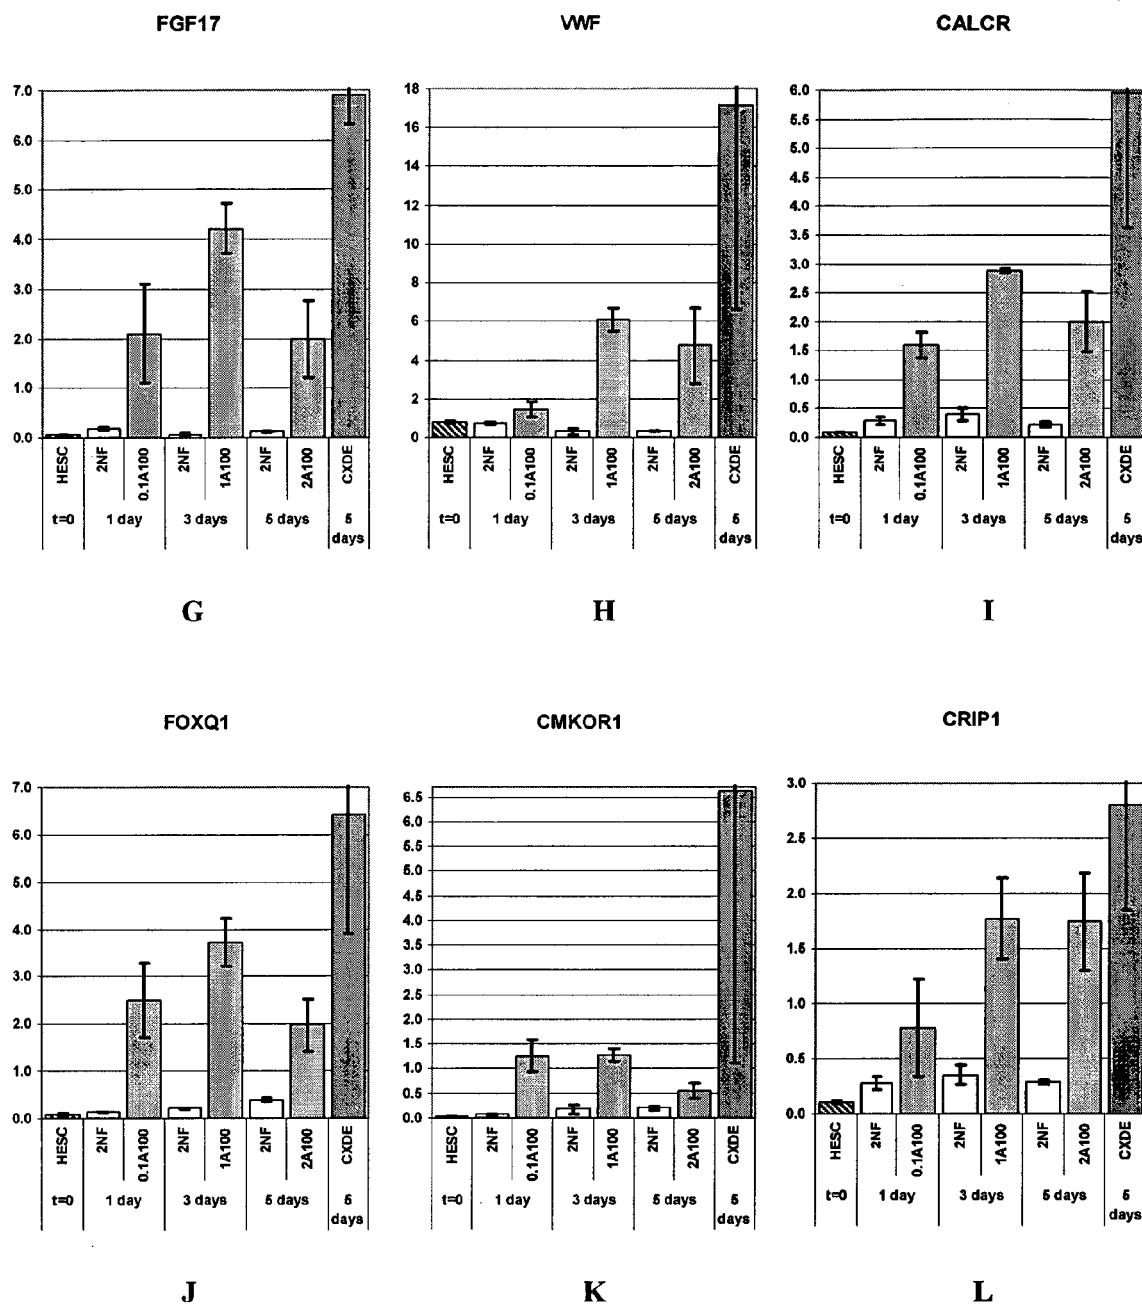 FGF17 VWF CALCR
7.0 18 6.0
6.0 16 5.5
5.0 14 5.0
4.0 12 4.5
3.0 10 4.0
2.0 8 3.5
1.0 6 3.0
0.0 4 2.5
2 2.0
0 1.5
1.0
0.5
0.0
HESC 2NF 0.1A100 2NF 1A100 2NF 2A100 CXDE HESC 2NF 0.1A100 2NF 1A100 2NF 2A100 CXDE HESC 2NF 0.1A100 2NF 1A100 2NF 2A100 CXDE
t=0 1 day 3 days 5 days 5 days t=0 1 day 3 days 5 days 5 days t=0 1 day 3 days 5 days 5 days
G H I
FOXQ1 CMKOR1 CRIP1
7.0 6.5 3.0
6.0 6.0 2.5
5.0 5.5 2.0
4.0 5.0 1.5
3.0 4.5 1.0
2.0 4.0 0.5
1.0 3.5 0.0
0.0 3.0
2.5
2.0
1.5
1.0
0.5
0.0
HESC 2NF 0.1A100 2NF 1A100 2NF 2A100 CXDE HESC 2NF 0.1A100 2NF 1A100 2NF 2A100 CXDE HESC 2NF 0.1A100 2NF 1A100 2NF 2A100 CXDE
t=0 1 day 3 days 5 days 5 days t=0 1 day 3 days 5 days 5 days t=0 1 day 3 days 5 days 5 days
J K L